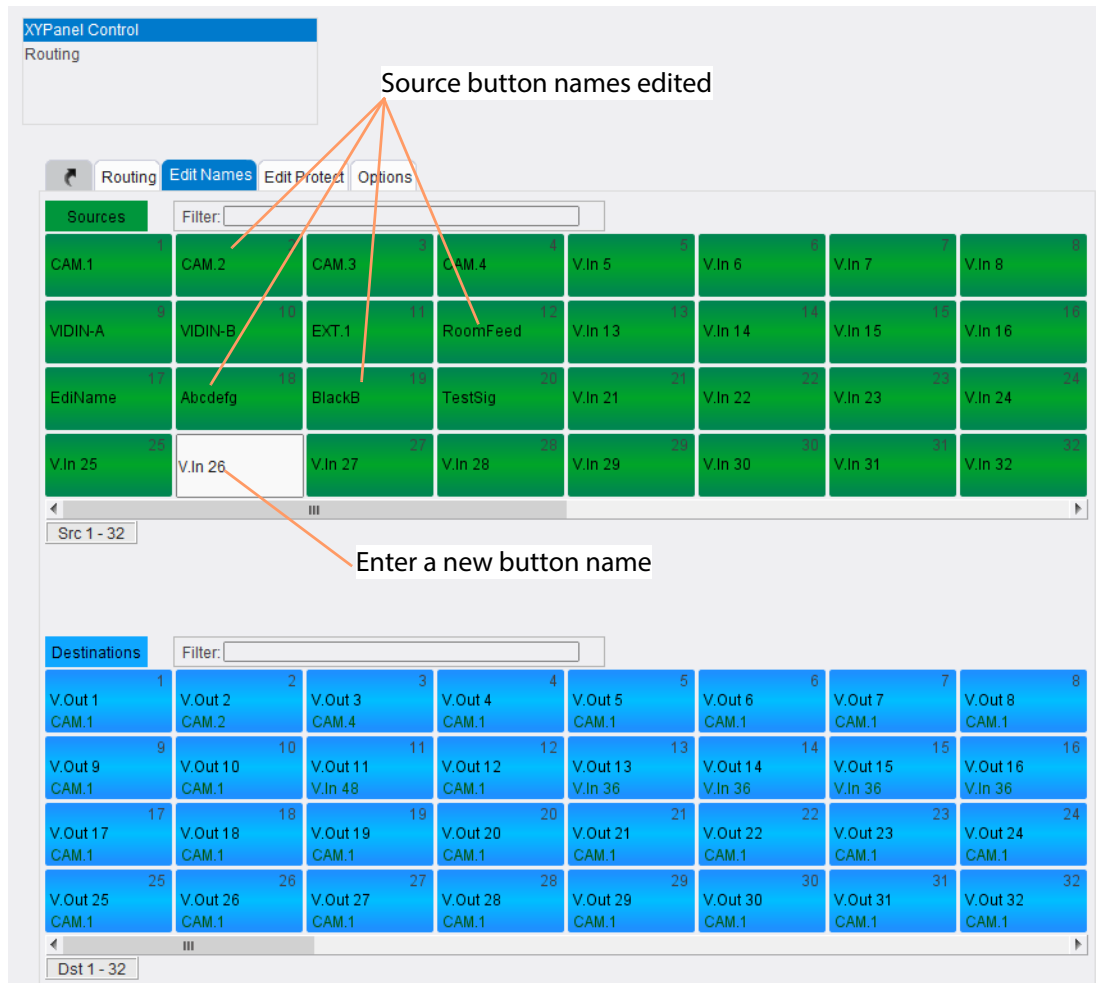 XYPanel Control
Routing
Source button names edited
Routing Edit Names Edit Protect Options
Sources Filter:
1 2 3 4 5 6 7 8
CAM.1 CAM.2 CAM.3 CAM.4 V.In 5 V.In 6 V.In 7 V.In 8
9 10 11 12 13 14 15 16
VIDIN-A VIDIN-B EXT.1 RoomFeed V.In 13 V.In 14 V.In 15 V.In 16
17 18 19 20 21 22 23 24
EdiName Abcdefg BlackB TestSig V.In 21 V.In 22 V.In 23 V.In 24
25 27 28 29 30 31 32
V.In 25 V.In 26 V.In 27 V.In 28 V.In 29 V.In 30 V.In 31 V.In 32
Src 1 - 32
Enter a new button name
Destinations Filter:
1 2 3 4 5 6 7 8
V.Out 1 V.Out 2 V.Out 3 V.Out 4 V.Out 5 V.Out 6 V.Out 7 V.Out 8
CAM.1 CAM.2 CAM.4 CAM.1 CAM.1 CAM.1 CAM.1 CAM.1
9 10 11 12 13 14 15 16
V.Out 9 V.Out 10 V.Out 11 V.Out 12 V.Out 13 V.Out 14 V.Out 15 V.Out 16
CAM.1 CAM.1 V.In 48 CAM.1 V.In 36 V.In 36 V.In 36 V.In 36
17 18 19 20 21 22 23 24
V.Out 17 V.Out 18 V.Out 19 V.Out 20 V.Out 21 V.Out 22 V.Out 23 V.Out 24
CAM.1 CAM.1 CAM.1 CAM.1 CAM.1 CAM.1 CAM.1 CAM.1
25 26 27 28 29 30 31 32
V.Out 25 V.Out 26 V.Out 27 V.Out 28 V.Out 29 V.Out 30 V.Out 31 V.Out 32
CAM.1 CAM.1 CAM.1 CAM.1 CAM.1 CAM.1 CAM.1 CAM.1
Dst 1 - 32